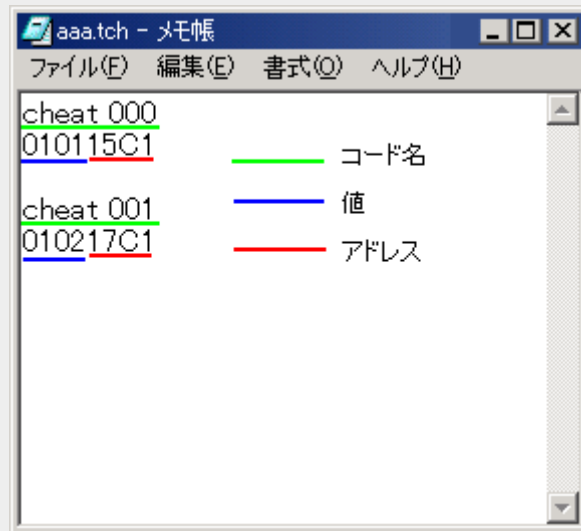 aaa.tch - メモ帳
ファイル(F) 編集(E) 書式(O) ヘルプ(H)
cheat 000
010115C1
コード名
値
cheat 001
010217C1
アドレス